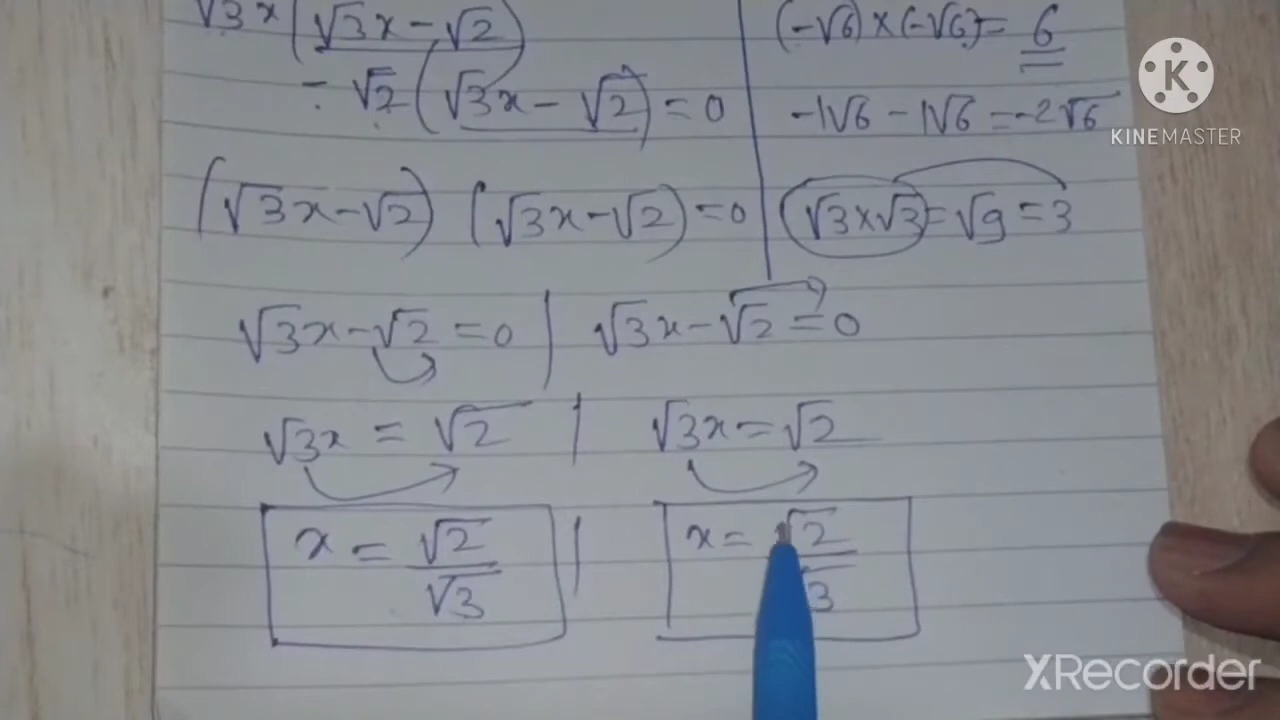 √3x (√3x − √2)
− √2 (√3x − √2) = 0
(√3x − √2) (√3x − √2) = 0
(−√6) × (−√6) = 6
−1√6 − 1√6 = −2√6
√3 × √3 = √9 = 3
√3x − √2 = 0 | √3x − √2 = 0
√3x = √2 | √3x = √2
x = √2/√3 | x = √2/√3
K
KINEMASTER
XRecorder